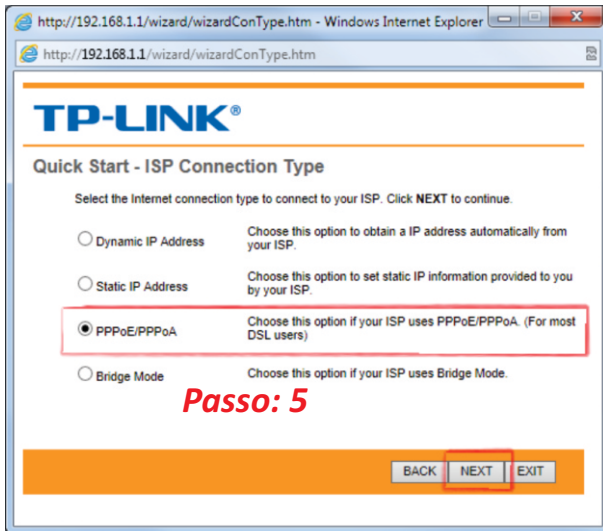 http://192.168.1.1/wizard/wizardConType.htm - Windows Internet Explorer
http://192.168.1.1/wizard/wizardConType.htm
TP-LINK®
Quick Start - ISP Connection Type
Select the Internet connection type to connect to your ISP. Click NEXT to continue.
Dynamic IP Address
Choose this option to obtain a IP address automatically from
your ISP.
Static IP Address
Choose this option to set static IP information provided to you
by your ISP.
PPPoE/PPPoA
Choose this option if your ISP uses PPPoE/PPPoA. (For most
DSL users)
Bridge Mode
Choose this option if your ISP uses Bridge Mode.
Passo: 5
BACK NEXT EXIT